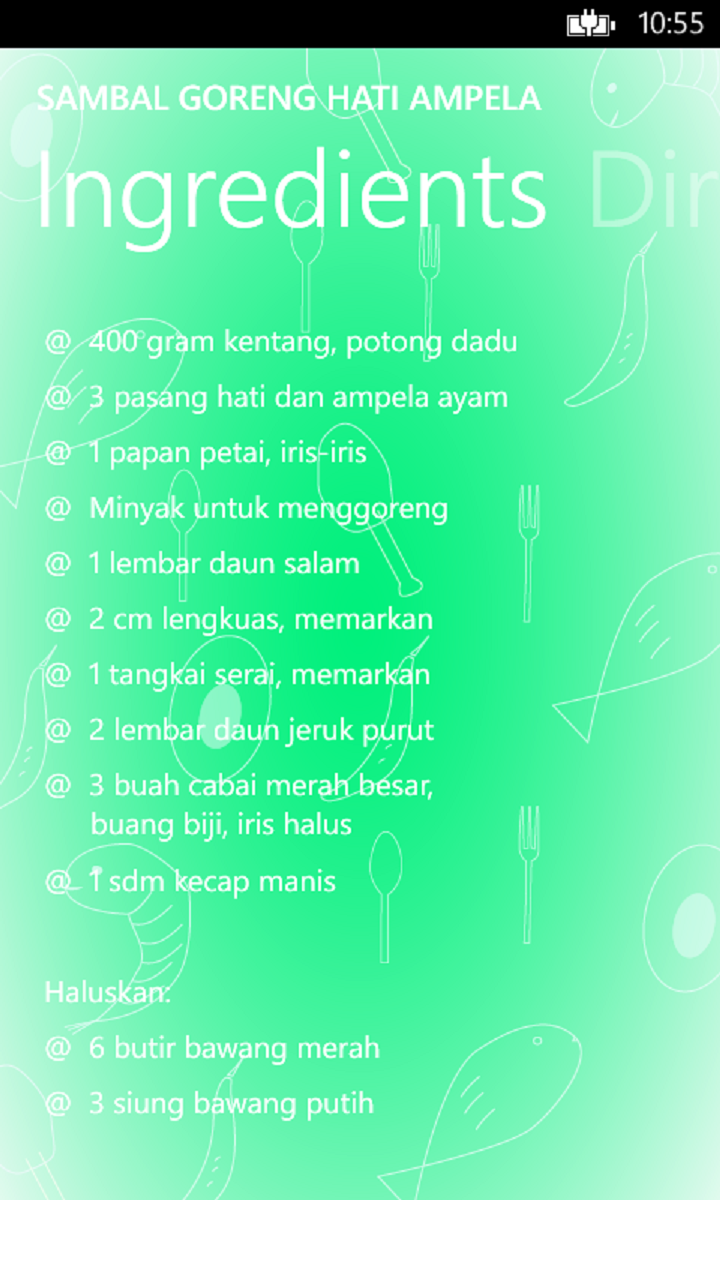 10:55
SAMBAL GORENG HATI AMPELA
Ingredients Dir
@ 400 gram kentang, potong dadu
@ 3 pasang hati dan ampela ayam
@ 1 papan petai, iris-iris
@ Minyak untuk menggoreng
@ 1 lembar daun salam
@ 2 cm lengkuas, memarkan
@ 1 tangkai serai, memarkan
@ 2 lembar daun jeruk purut
@ 3 buah cabai merah besar,
buang biji, iris halus
@ 1 sdm kecap manis
Haluskan:
@ 6 butir bawang merah
@ 3 siung bawang putih